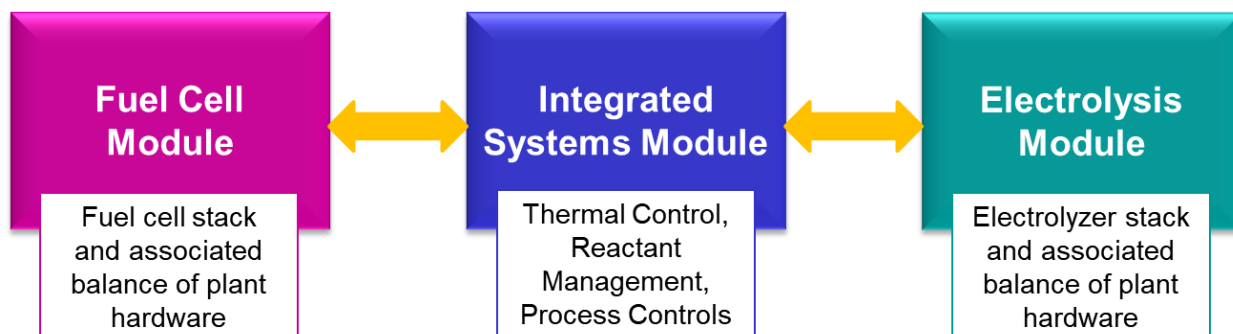 Fuel Cell
Module
Fuel cell stack
and associated
balance of plant
hardware
Integrated
Systems Module
Thermal Control,
Reactant
Management,
Process Controls
Electrolysis
Module
Electrolyzer stack
and associated
balance of plant
hardware